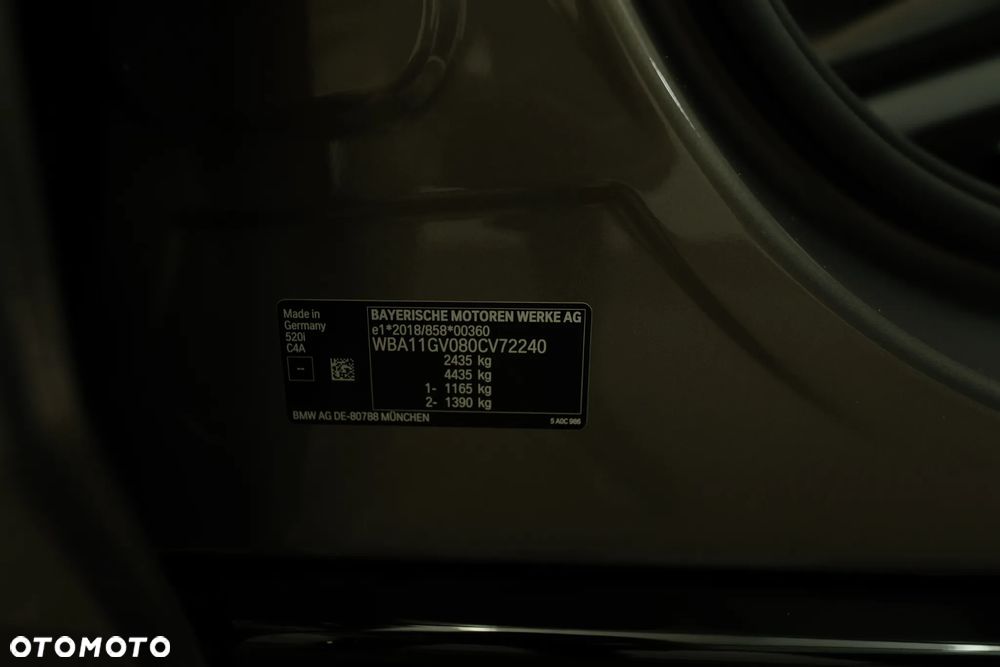 Made in
Germany
520i
C4A
--
BAYERISCHE MOTOREN WERKE AG
e1*2018/858*00360
WBA11GV080CV72240
2435 kg
4435 kg
1- 1165 kg
2- 1390 kg
BMW AG DE-80788 MÜNCHEN
5 A0C 986
OTOMOTO